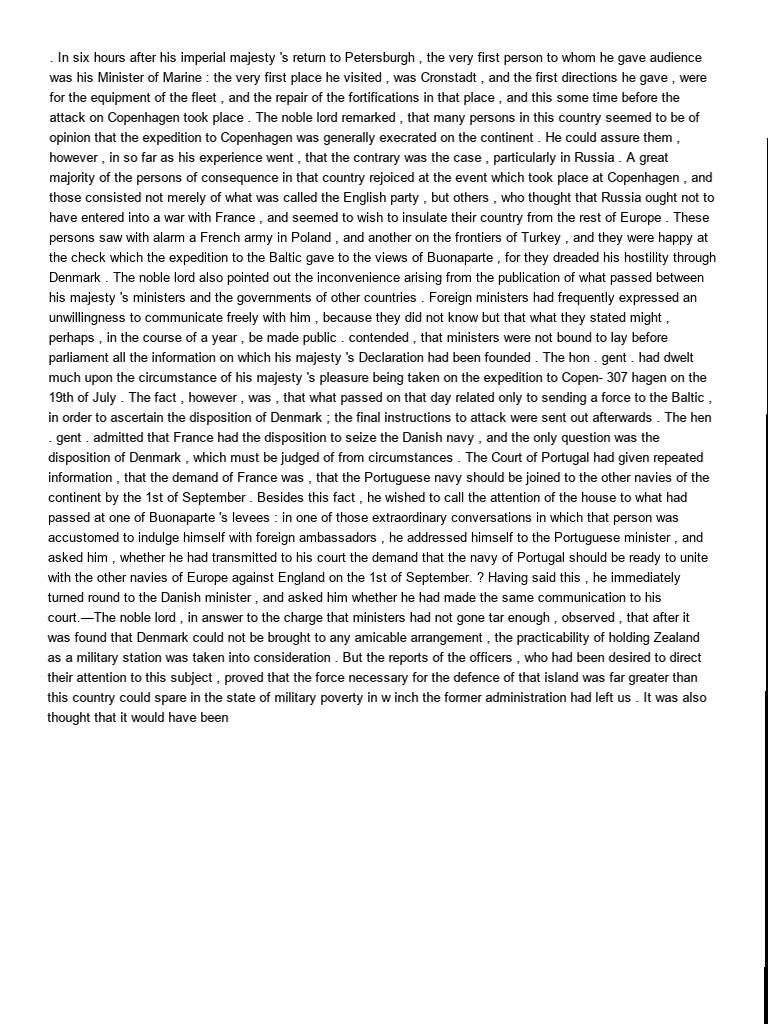 . In six hours after his imperial majesty 's return to Petersburgh , the very first person to whom he gave audience
was his Minister of Marine : the very first place he visited , was Cronstadt , and the first directions he gave , were
for the equipment of the fleet , and the repair of the fortifications in that place , and this some time before the
attack on Copenhagen took place . The noble lord remarked , that many persons in this country seemed to be of
opinion that the expedition to Copenhagen was generally execrated on the continent . He could assure them ,
however , in so far as his experience went , that the contrary was the case , particularly in Russia . A great
majority of the persons of consequence in that country rejoiced at the event which took place at Copenhagen , and
those consisted not merely of what was called the English party , but others , who thought that Russia ought not to
have entered into a war with France , and seemed to wish to insulate their country from the rest of Europe . These
persons saw with alarm a French army in Poland , and another on the frontiers of Turkey , and they were happy at
the check which the expedition to the Baltic gave to the views of Buonaparte , for they dreaded his hostility through
Denmark . The noble lord also pointed out the inconvenience arising from the publication of what passed between
his majesty 's ministers and the governments of other countries . Foreign ministers had frequently expressed an
unwillingness to communicate freely with him , because they did not know but that what they stated might ,
perhaps , in the course of a year , be made public . contended , that ministers were not bound to lay before
parliament all the information on which his majesty 's Declaration had been founded . The hon . gent . had dwelt
much upon the circumstance of his majesty 's pleasure being taken on the expedition to Copen- 307 hagen on the
19th of July . The fact , however , was , that what passed on that day related only to sending a force to the Baltic ,
in order to ascertain the disposition of Denmark ; the final instructions to attack were sent out afterwards . The hen
. gent . admitted that France had the disposition to seize the Danish navy , and the only question was the
disposition of Denmark , which must be judged of from circumstances . The Court of Portugal had given repeated
information , that the demand of France was , that the Portuguese navy should be joined to the other navies of the
continent by the 1st of September . Besides this fact , he wished to call the attention of the house to what had
passed at one of Buonaparte 's levees : in one of those extraordinary conversations in which that person was
accustomed to indulge himself with foreign ambassadors , he addressed himself to the Portuguese minister , and
asked him , whether he had transmitted to his court the demand that the navy of Portugal should be ready to unite
with the other navies of Europe against England on the 1st of September. ? Having said this , he immediately
turned round to the Danish minister , and asked him whether he had made the same communication to his
court.—The noble lord , in answer to the charge that ministers had not gone tar enough , observed , that after it
was found that Denmark could not be brought to any amicable arrangement , the practicability of holding Zealand
as a military station was taken into consideration . But the reports of the officers , who had been desired to direct
their attention to this subject , proved that the force necessary for the defence of that island was far greater than
this country could spare in the state of military poverty in w inch the former administration had left us . It was also
thought that it would have been